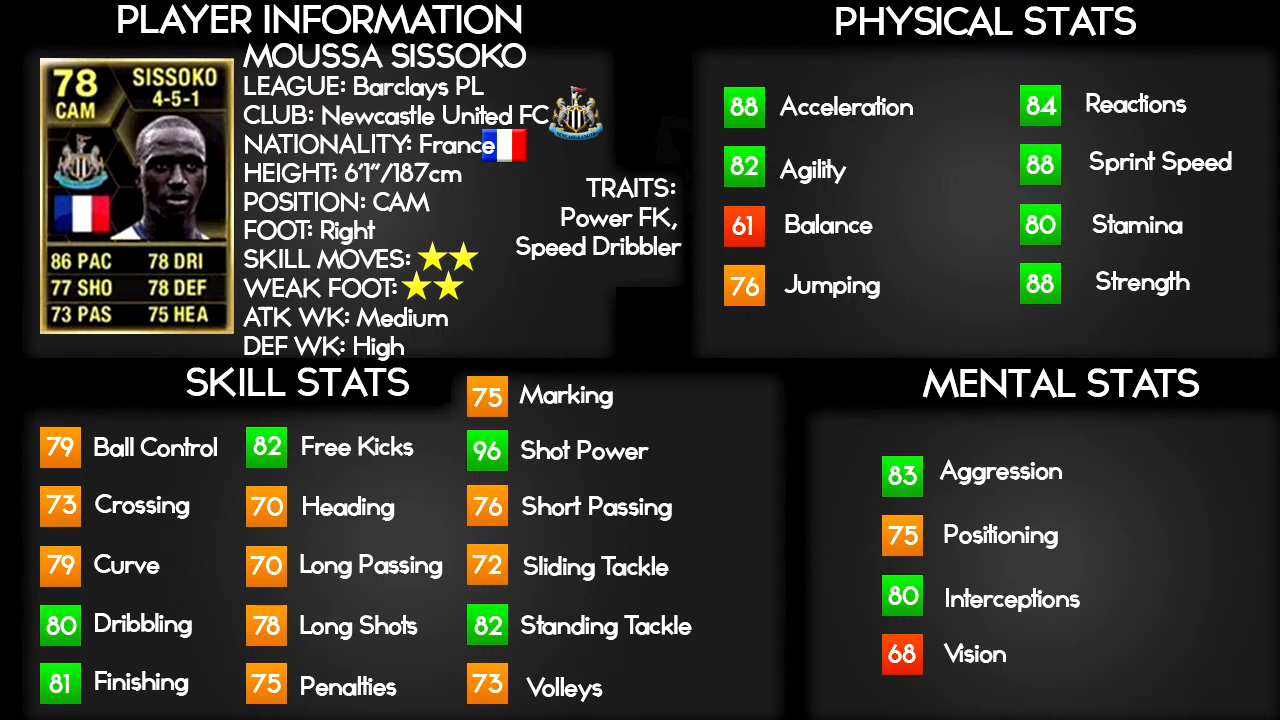 PLAYER INFORMATION
78
CAM
SISSOKO
4-5-1
86 PAC 78 DRI
77 SHO 78 DEF
73 PAS 75 HEA
MOUSSA SISSOKO
LEAGUE: Barclays PL
CLUB: Newcastle United FC
NATIONALITY: France
HEIGHT: 6'1"/187cm
POSITION: CAM
FOOT: Right
SKILL MOVES:
WEAK FOOT:
ATK WK: Medium
DEF WK: High
TRAITS:
Power FK,
Speed Dribbler
PHYSICAL STATS
88 Acceleration
82 Agility
61 Balance
76 Jumping
84 Reactions
88 Sprint Speed
80 Stamina
88 Strength
SKILL STATS
79 Ball Control
73 Crossing
79 Curve
80 Dribbling
81 Finishing
82 Free Kicks
70 Heading
70 Long Passing
78 Long Shots
75 Penalties
75 Marking
96 Shot Power
76 Short Passing
72 Sliding Tackle
82 Standing Tackle
73 Volleys
MENTAL STATS
83 Aggression
75 Positioning
80 Interceptions
68 Vision